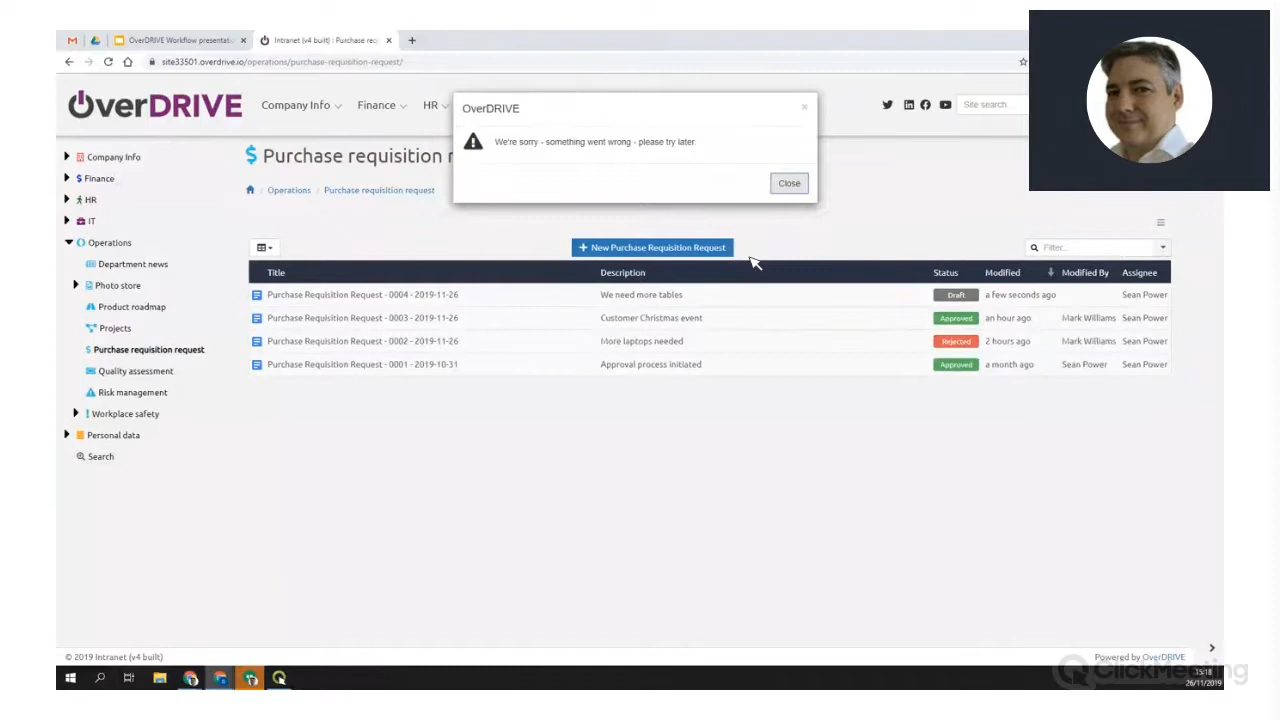 OverDRIVE Workflow presentati
Intranet (v4 built) : Purchase req
site33501.overdrive.io/operations/purchase-requisition-request/
OverDRIVE
Company Info
Finance
HR
Site search...
OverDRIVE
We're sorry - something went wrong - please try later.
Close
Company Info
Finance
HR
IT
Operations
Department news
Photo store
Product roadmap
Projects
Purchase requisition request
Quality assessment
Risk management
Workplace safety
Personal data
Search
$ Purchase requisition r
Operations / Purchase requisition request
New Purchase Requisition Request
Filter...
Title Description Status Modified Modified By Assignee
Purchase Requisition Request - 0004 - 2019-11-26 We need more tables Draft a few seconds ago Sean Power
Purchase Requisition Request - 0003 - 2019-11-26 Customer Christmas event Approved an hour ago Mark Williams Sean Power
Purchase Requisition Request - 0002 - 2019-11-26 More laptops needed Rejected 2 hours ago Mark Williams Sean Power
Purchase Requisition Request - 0001 - 2019-10-31 Approval process initiated Approved a month ago Sean Power Sean Power
© 2019 Intranet (v4 built)
Powered by OverDRIVE
ClickMeeting
15:18
26/11/2019